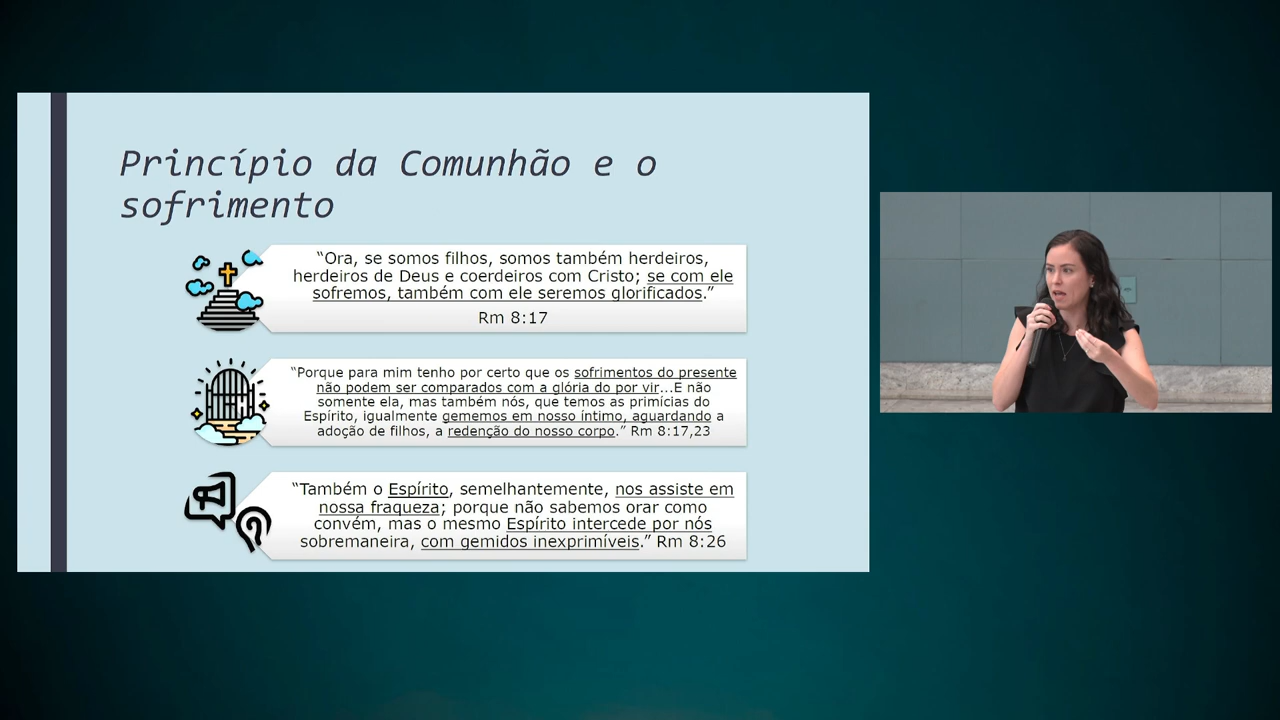 Princípio da Comunhão e o
sofrimento
“Ora, se somos filhos, somos também herdeiros,
herdeiros de Deus e coerdeiros com Cristo; se com ele
sofremos, também com ele seremos glorificados.”
Rm 8:17
“Porque para mim tenho por certo que os sofrimentos do presente
não podem ser comparados com a glória do por vir...E não
somente ela, mas também nós, que temos as primícias do
Espírito, igualmente gememos em nosso íntimo, aguardando a
adoção de filhos, a redenção do nosso corpo.” Rm 8:17,23
“Também o Espírito, semelhantemente, nos assiste em
nossa fraqueza; porque não sabemos orar como
convém, mas o mesmo Espírito intercede por nós
sobremaneira, com gemidos inexprimíveis.” Rm 8:26